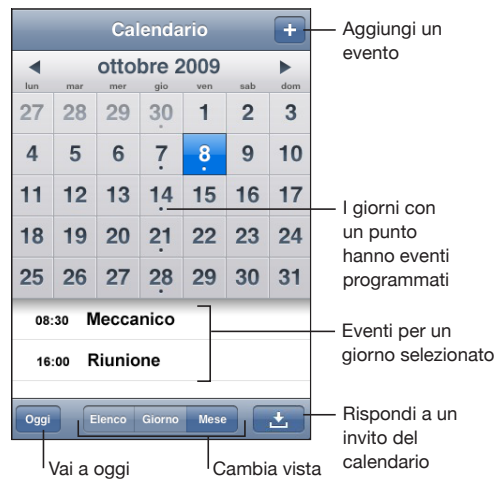 Calendario
+
Aggiungi un
evento
ottobre 2009
lun mar mer gio ven sab dom
27 28 29 30 1 2 3
4 5 6 7 8 9 10
11 12 13 14 15 16 17
18 19 20 21 22 23 24
25 26 27 28 29 30 31
I giorni con
un punto
hanno eventi
programmati
08:30 Meccanico
16:00 Riunione
Eventi per un
giorno selezionato
Oggi Elenco Giorno Mese
Rispondi a un
invito del
calendario
Vai a oggi
Cambia vista